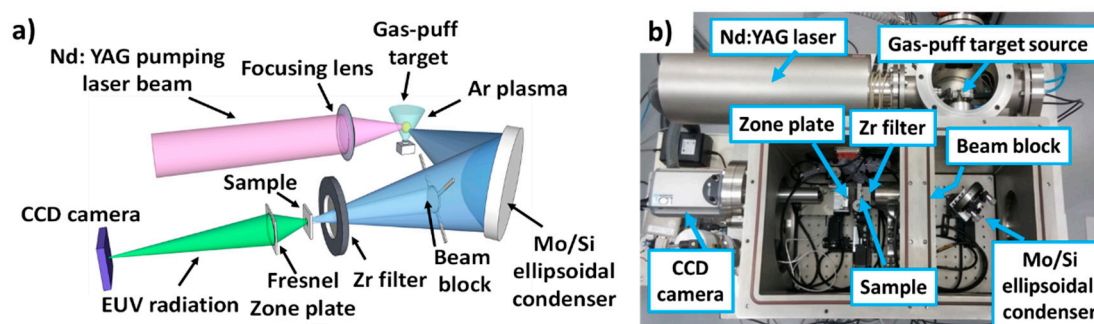 a)
Nd: YAG pumping
laser beam
Focusing lens
Gas-puff
target
Ar plasma
CCD camera
Sample
EUV radiation
Fresnel
Zone plate
Zr filter
Beam
block
Mo/Si
ellipsoidal
condenser
b)
Nd:YAG laser
Gas-puff target source
Zone plate
Zr filter
Beam block
CCD
camera
Sample
Mo/Si
ellipsoidal
condenser